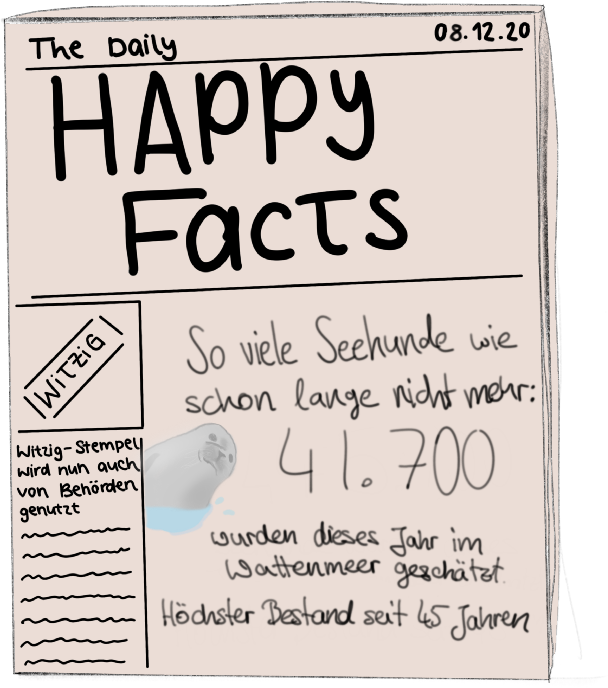 The Daily
08.12.20
HAPPY
Facts
WiTZiG
Witzig-Stempel
wird nun auch
von Behörden
genutzt
So viele Seehunde wie
schon lange nicht mehr:
41.700
wurden dieses Jahr im
Wattenmeer geschätzt.
Höchster Bestand seit 45 Jahren